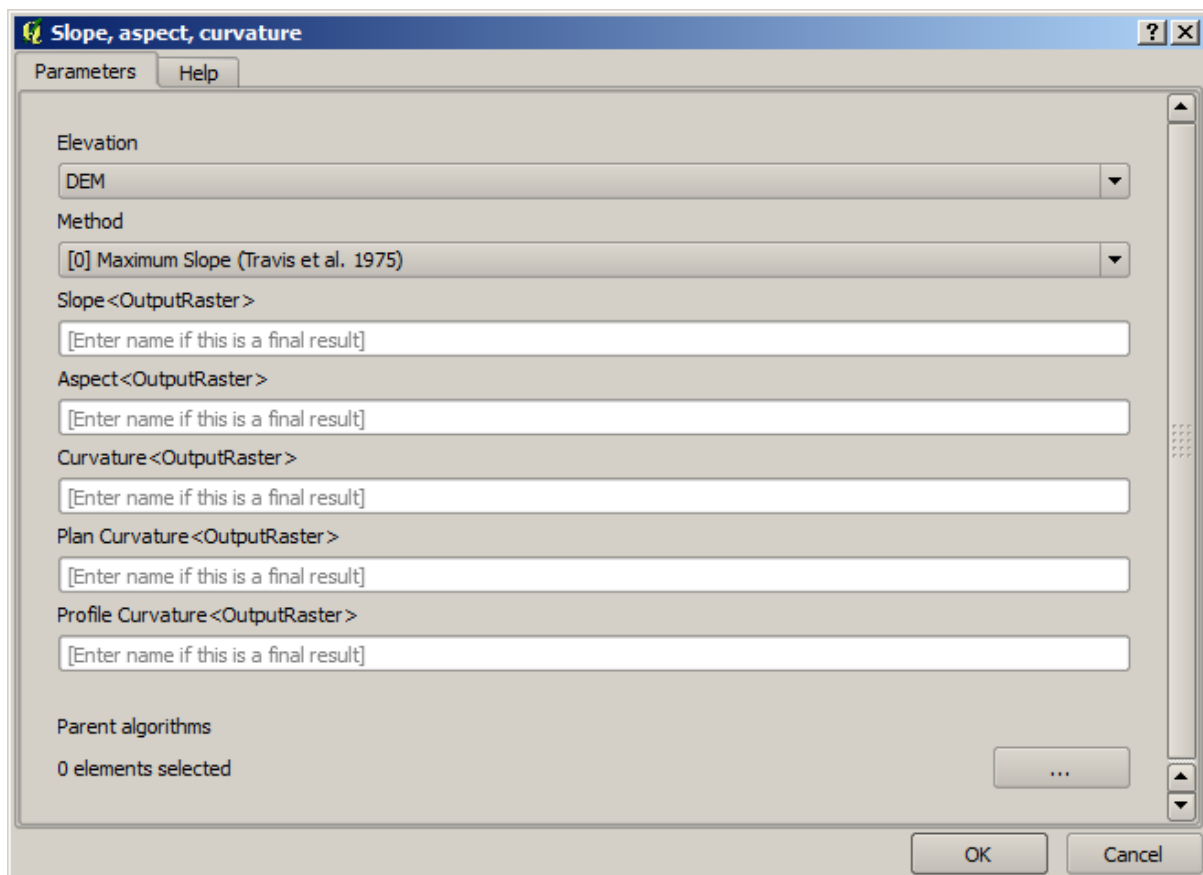 Slope, aspect, curvature
Parameters Help
Elevation
DEM
Method
[0] Maximum Slope (Travis et al. 1975)
Slope<OutputRaster>
[Enter name if this is a final result]
Aspect<OutputRaster>
[Enter name if this is a final result]
Curvature<OutputRaster>
[Enter name if this is a final result]
Plan Curvature<OutputRaster>
[Enter name if this is a final result]
Profile Curvature<OutputRaster>
[Enter name if this is a final result]
Parent algorithms
0 elements selected ...
OK Cancel